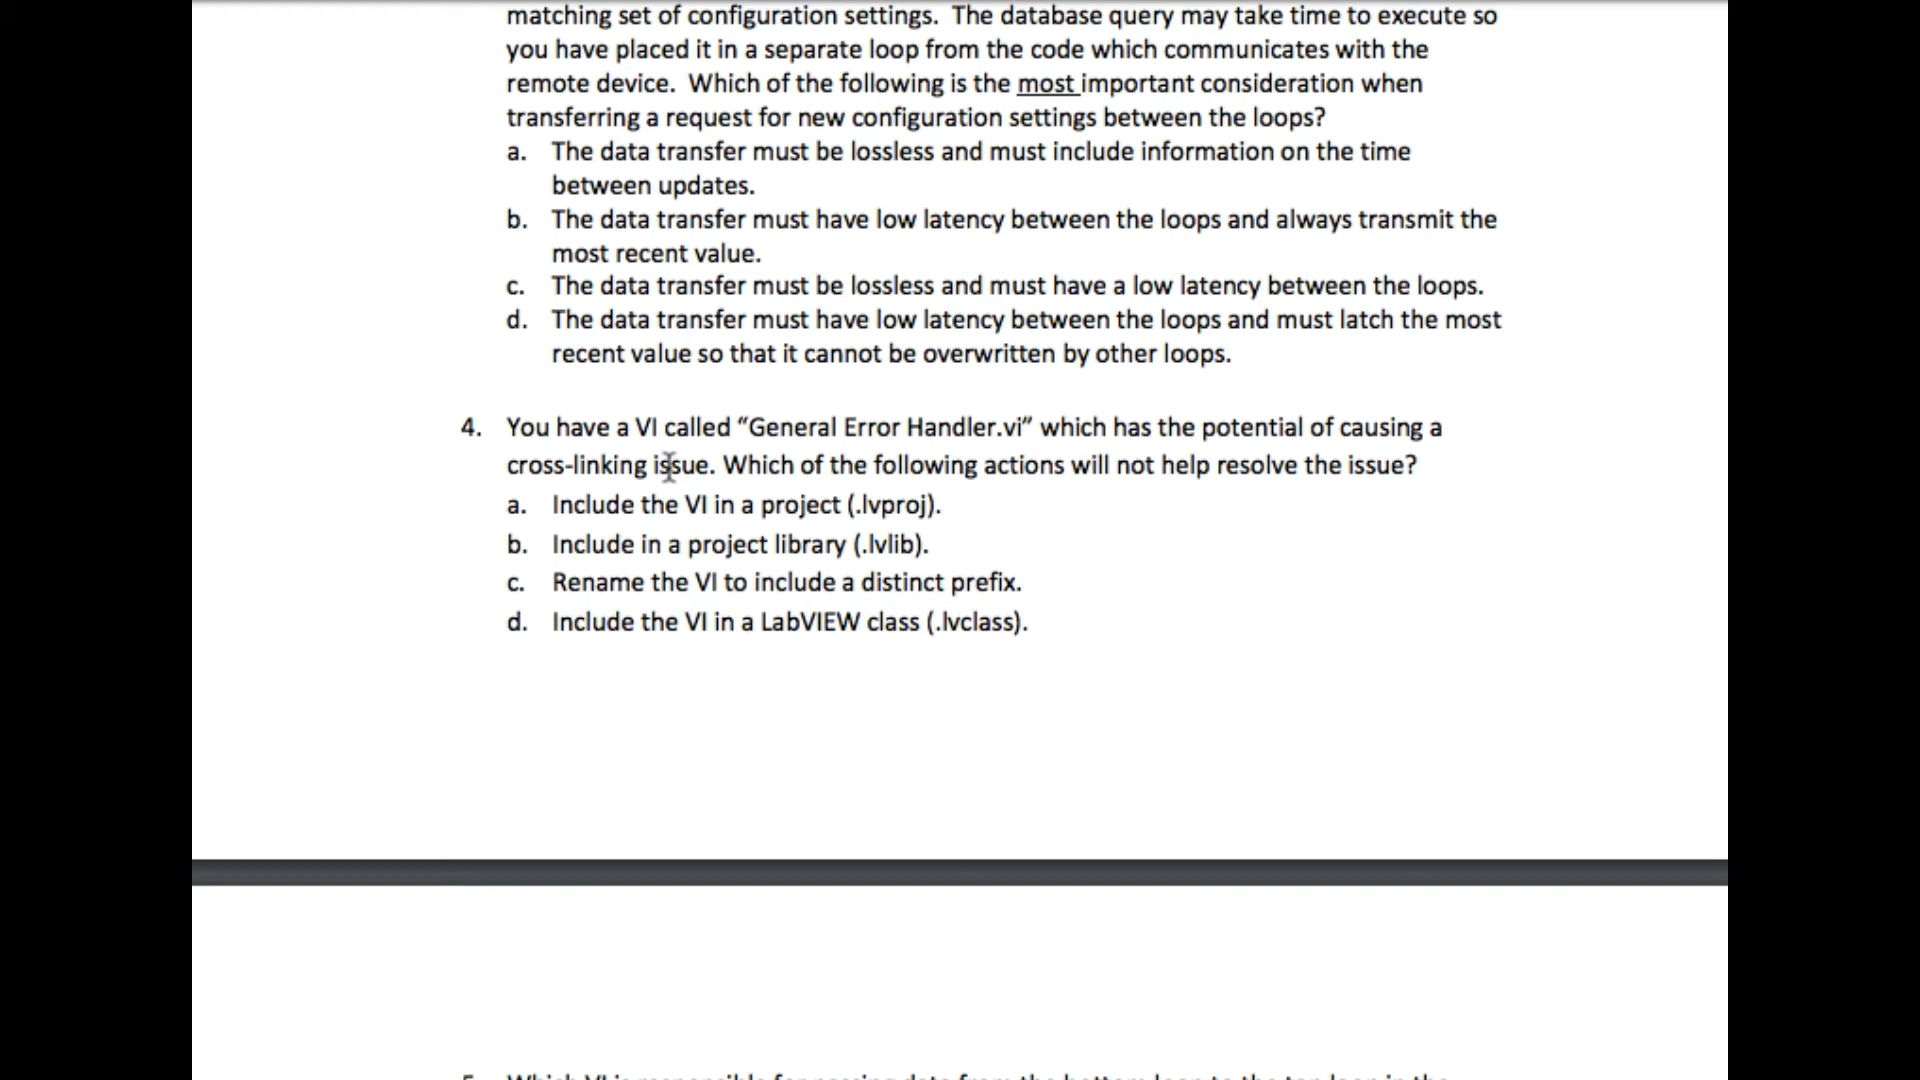 matching set of configuration settings.  The database query may take time to execute so
you have placed it in a separate loop from the code which communicates with the
remote device.  Which of the following is the most important consideration when
transferring a request for new configuration settings between the loops?
a. The data transfer must be lossless and must include information on the time
between updates.
b. The data transfer must have low latency between the loops and always transmit the
most recent value.
c. The data transfer must be lossless and must have a low latency between the loops.
d. The data transfer must have low latency between the loops and must latch the most
recent value so that it cannot be overwritten by other loops.
4. You have a VI called “General Error Handler.vi” which has the potential of causing a
cross-linking issue. Which of the following actions will not help resolve the issue?
a. Include the VI in a project (.lvproj).
b. Include in a project library (.lvlib).
c. Rename the VI to include a distinct prefix.
d. Include the VI in a LabVIEW class (.lvclass).